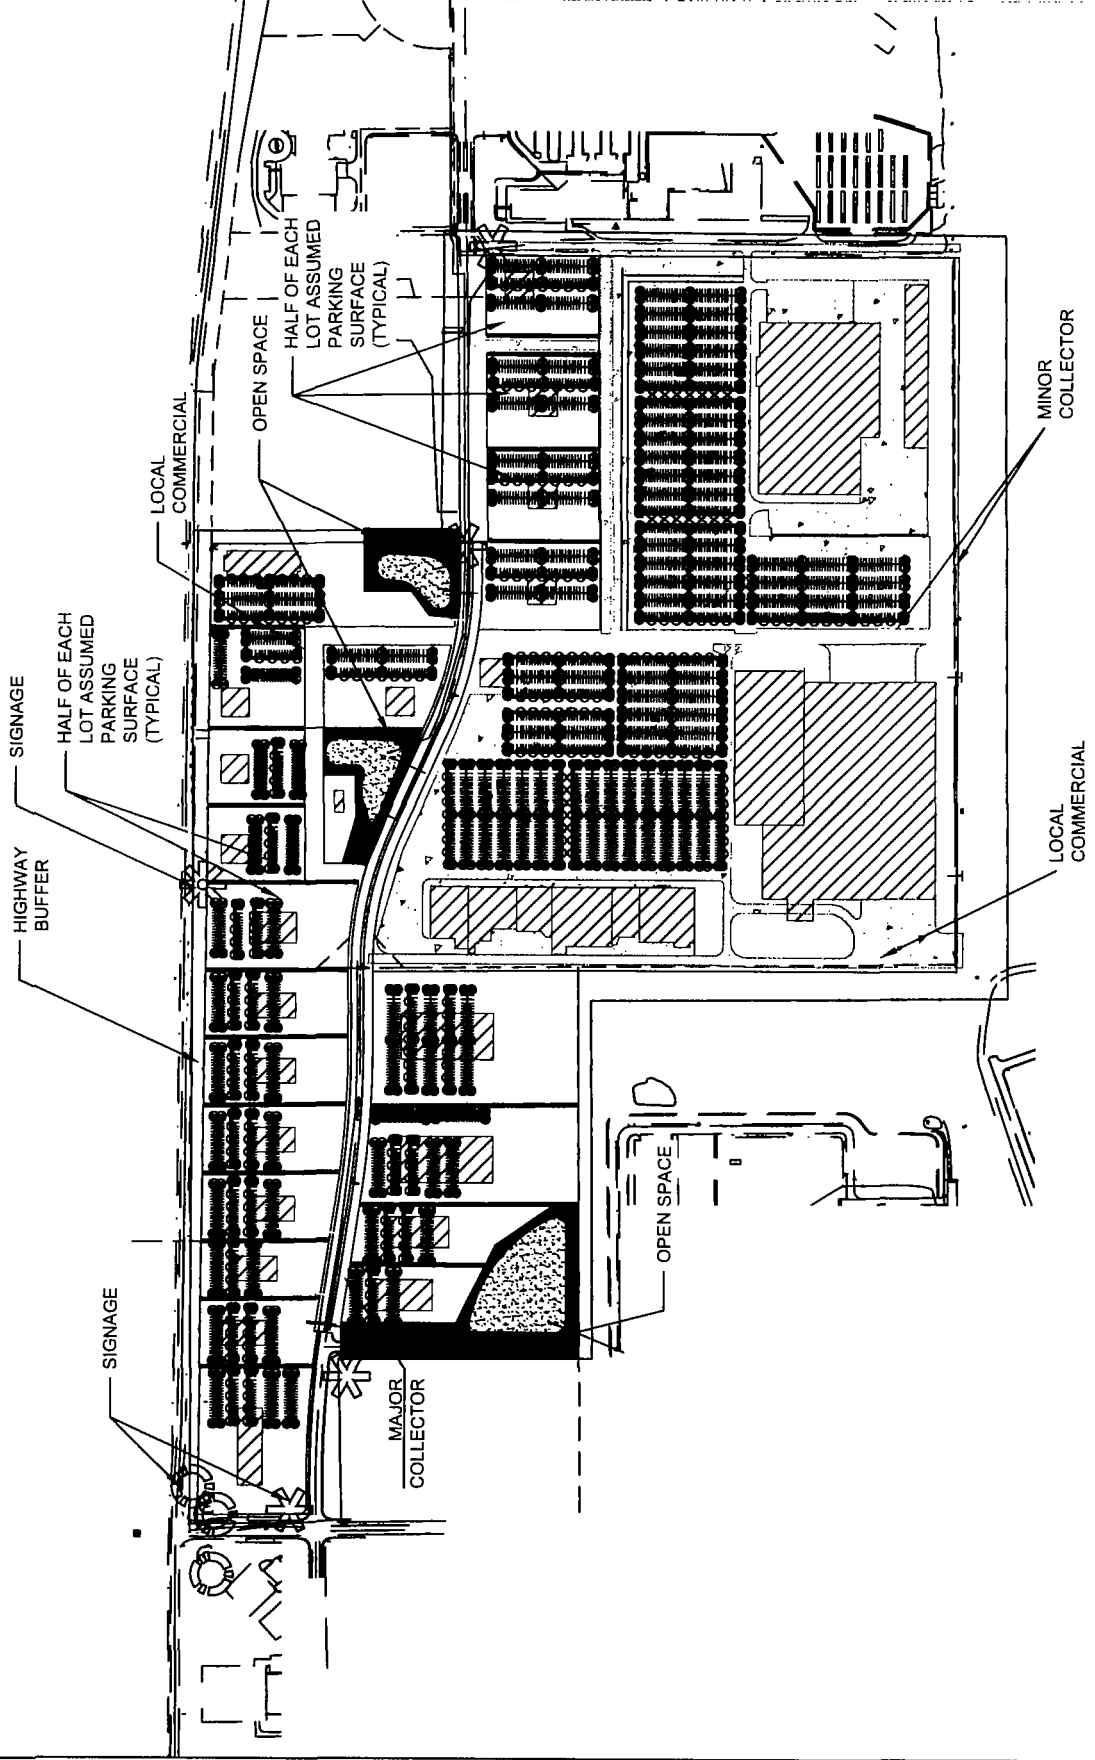 SIGNAGE
HIGHWAY
BUFFER
SIGNAGE
HALF OF EACH
LOT ASSUMED
PARKING
SURFACE
(TYPICAL)
LOCAL
COMMERCIAL
OPEN SPACE
HALF OF EACH
LOT ASSUMED
PARKING
SURFACE
(TYPICAL)
MAJOR
COLLECTOR
OPEN SPACE
LOCAL
COMMERCIAL
MINOR
COLLECTOR